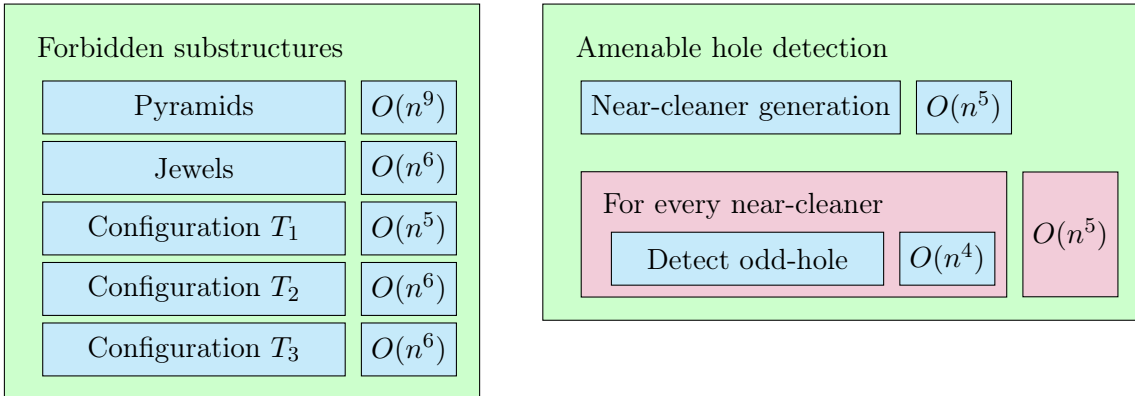 Forbidden substructures
Pyramids O(n^9)
Jewels O(n^6)
Configuration T_1 O(n^5)
Configuration T_2 O(n^6)
Configuration T_3 O(n^6)
Amenable hole detection
Near-cleaner generation O(n^5)
For every near-cleaner
Detect odd-hole O(n^4)
O(n^5)